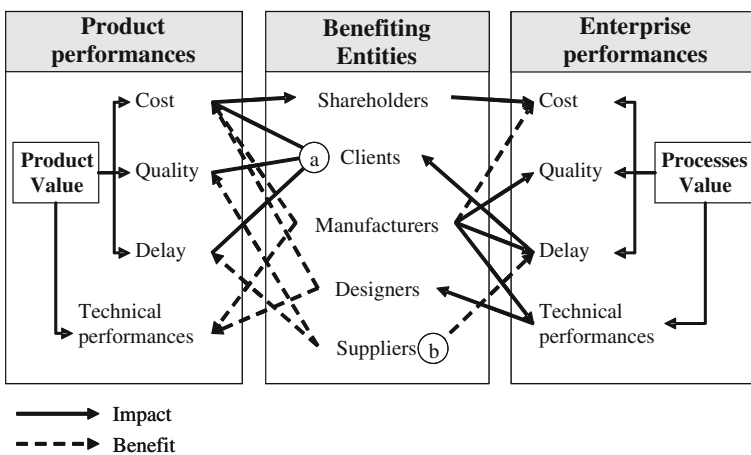 Product
performances
Cost
Product
Value
Quality
Delay
Technical
performances
Benefiting
Entities
Shareholders
a
Clients
Manufacturers
Designers
Suppliers
b
Enterprise
performances
Cost
Quality
Processes
Value
Delay
Technical
performances
Impact
Benefit